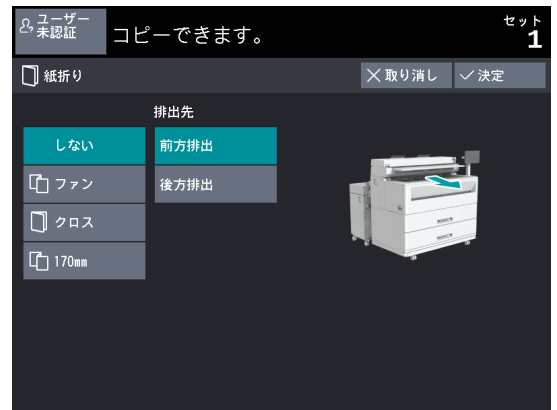 ユーザー
未認証
コピーできます。
セット
1
紙折り
取り消し
決定
排出先
しない
前方排出
ファン
後方排出
クロス
170mm